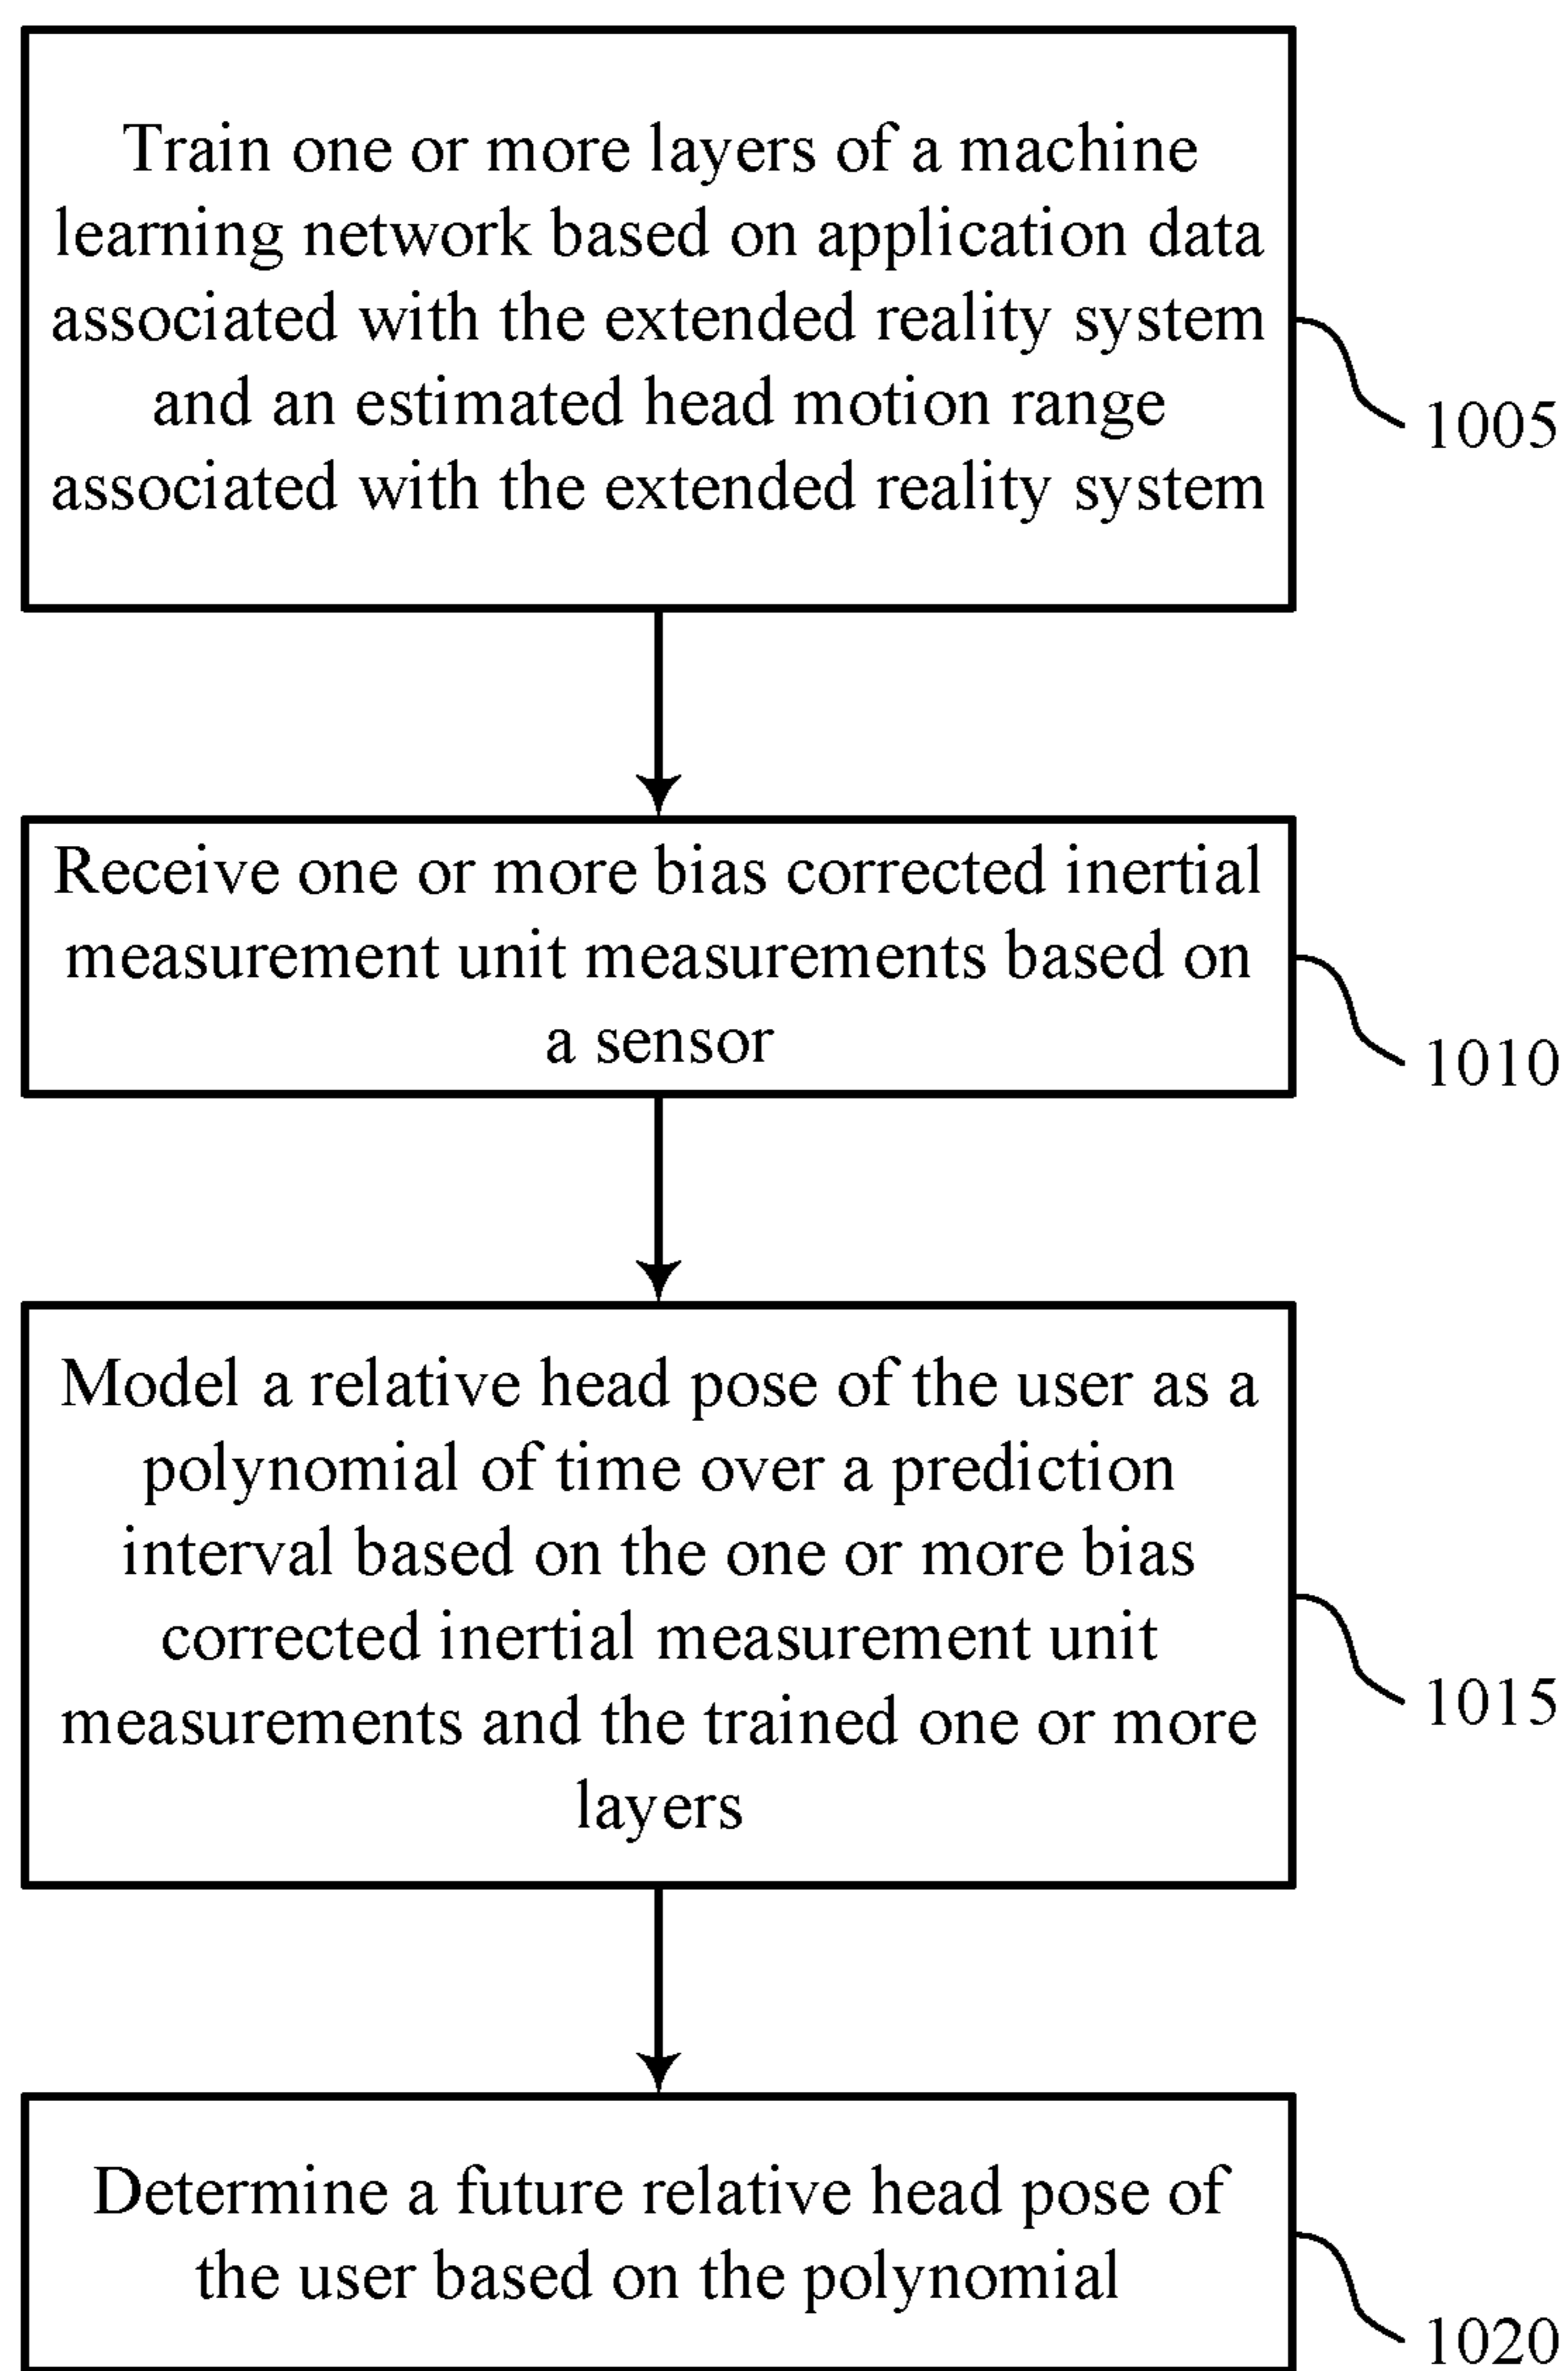 Train one or more layers of a machine
learning network based on application data
associated with the extended reality system
and an estimated head motion range
associated with the extended reality system
1005
Receive one or more bias corrected inertial
measurement unit measurements based on
a sensor
1010
Model a relative head pose of the user as a
polynomial of time over a prediction
interval based on the one or more bias
corrected inertial measurement unit
measurements and the trained one or more
layers
1015
Determine a future relative head pose of
the user based on the polynomial
1020